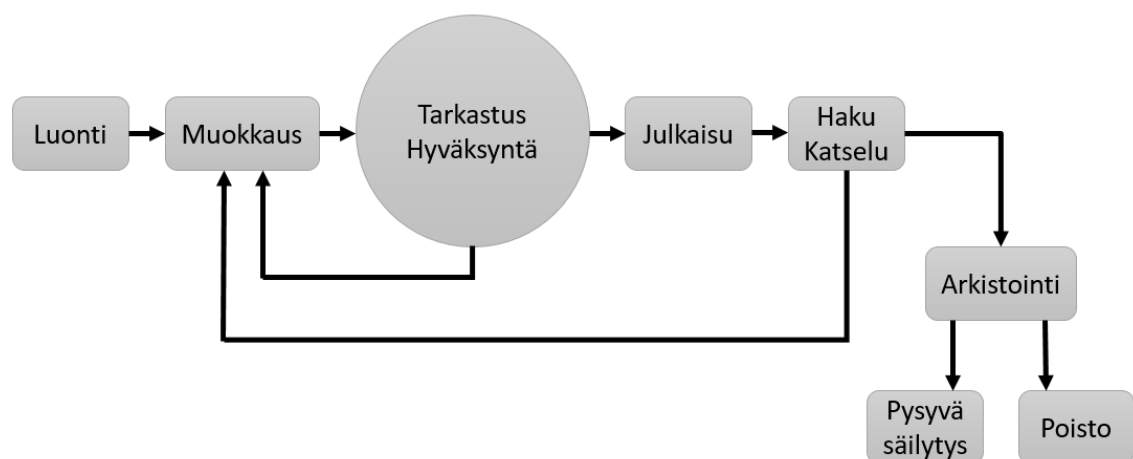 Luonti
Muokkaus
Tarkastus
Hyväksyntä
Julkaisu
Haku
Katselu
Arkistointi
Pysyvä
säilytys
Poisto